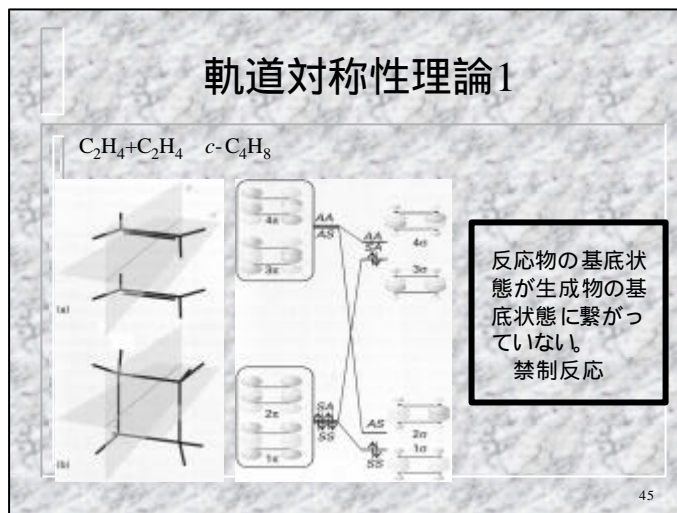 軌道対称性理論1
C₂H₄+C₂H₄ c-C₄H₈
(a)
(b)
4π
3π
2π
1π
AA
AS
SA
SS
AA
SA
AS
SS
4σ
3σ
2σ
1σ
反応物の基底状
態が生成物の基
底状態に繋がっ
ていない。
禁制反応
45